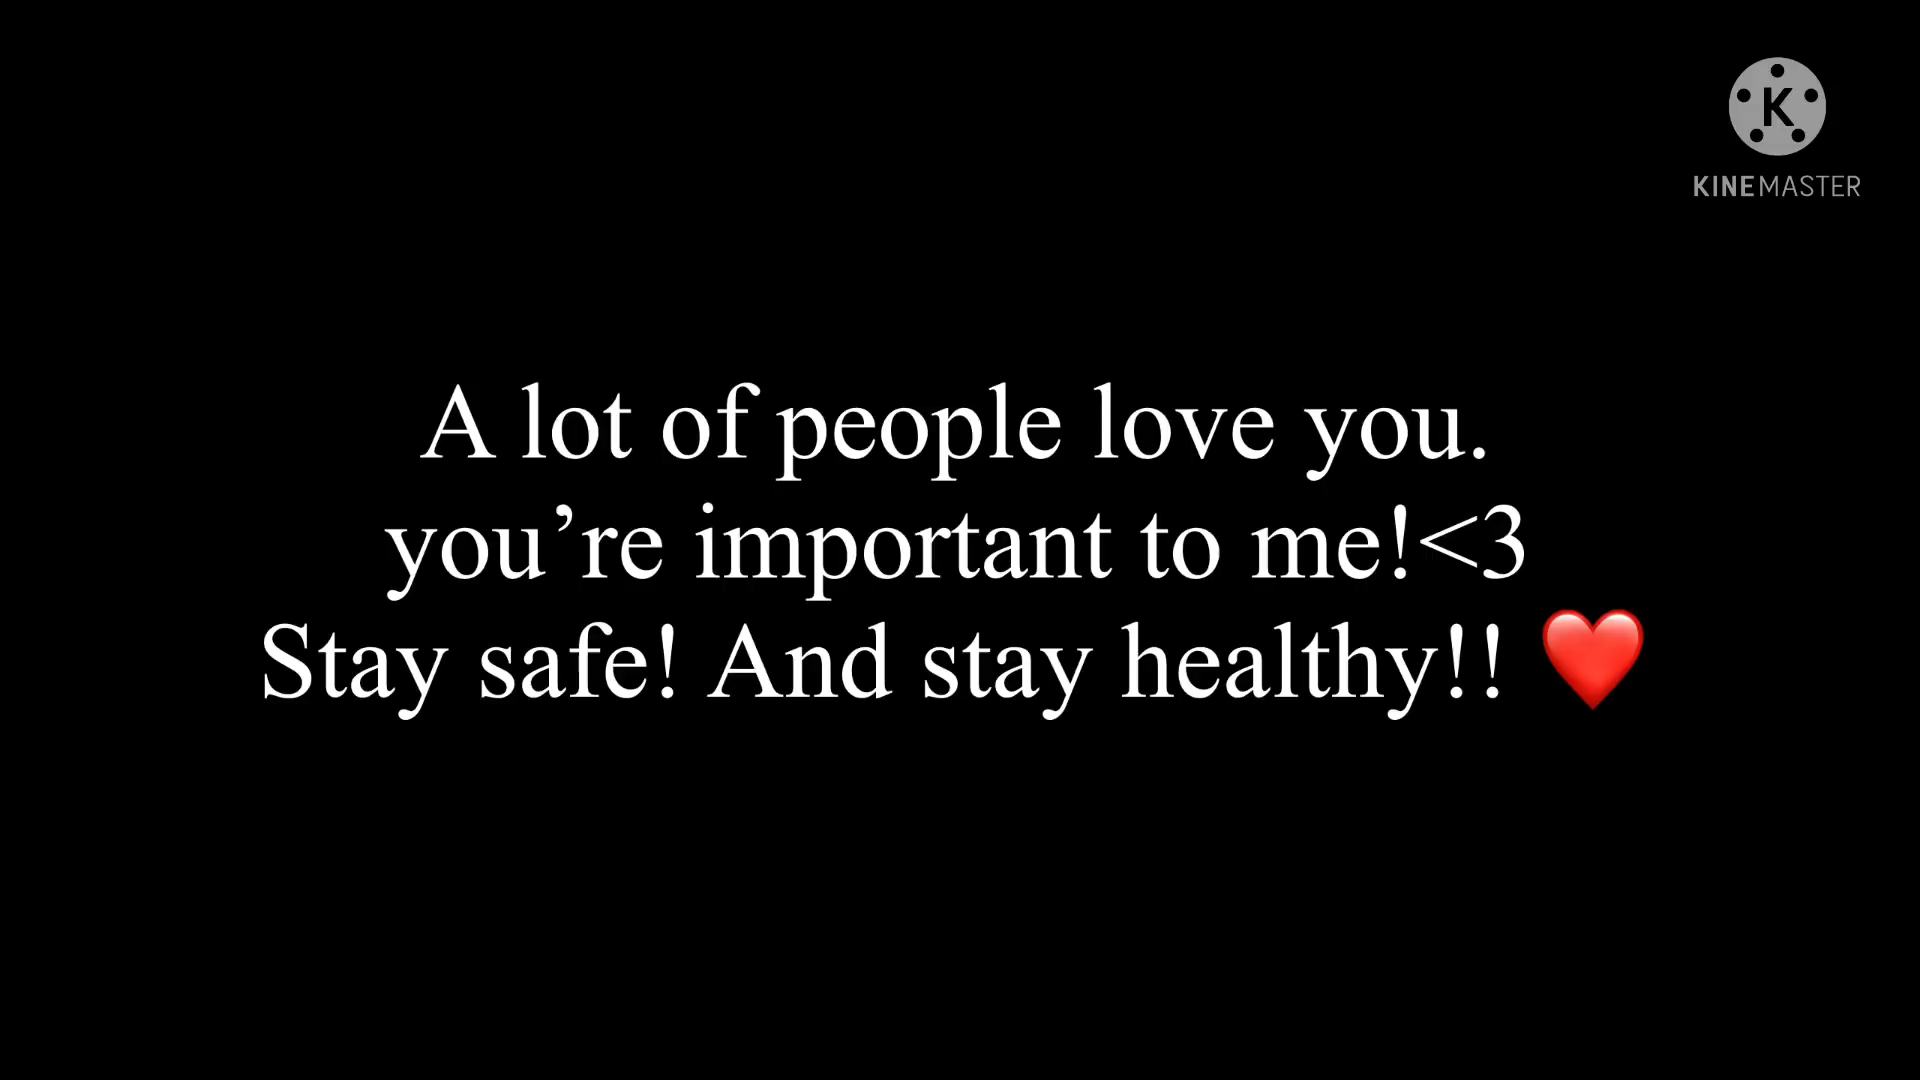 K
KINEMASTER
A lot of people love you.
you’re important to me!<3
Stay safe! And stay healthy!! ❤️